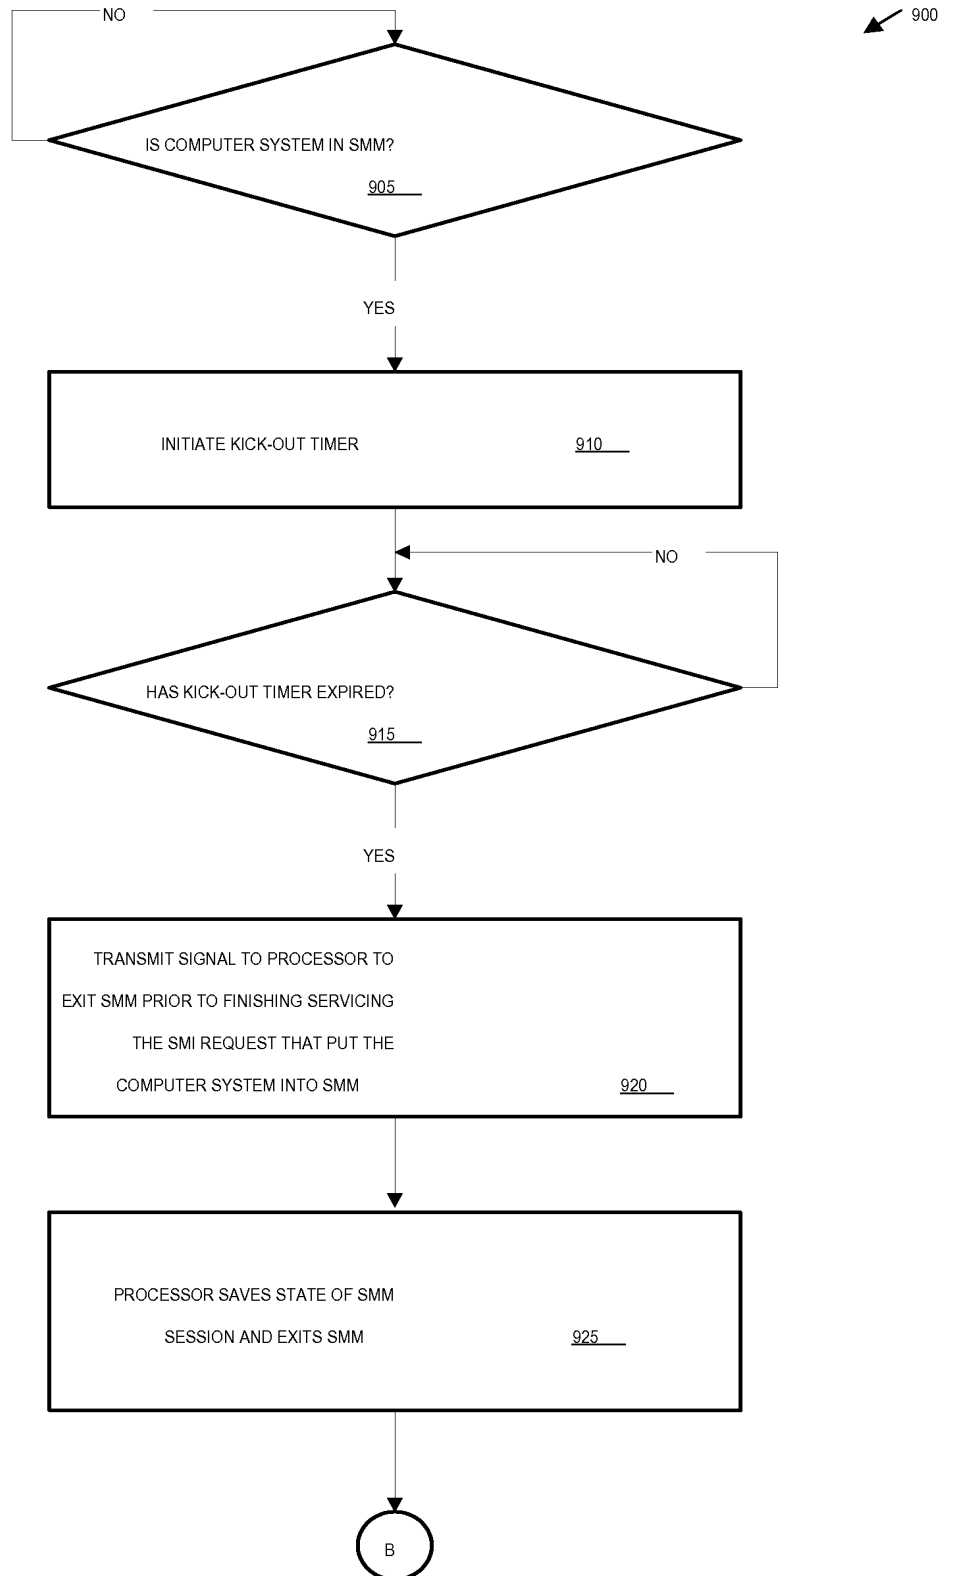 NO
900
IS COMPUTER SYSTEM IN SMM?
905
YES
INITIATE KICK-OUT TIMER 910
NO
HAS KICK-OUT TIMER EXPIRED?
915
YES
TRANSMIT SIGNAL TO PROCESSOR TO
EXIT SMM PRIOR TO FINISHING SERVICING
THE SMI REQUEST THAT PUT THE
COMPUTER SYSTEM INTO SMM 920
PROCESSOR SAVES STATE OF SMM
SESSION AND EXITS SMM 925
B